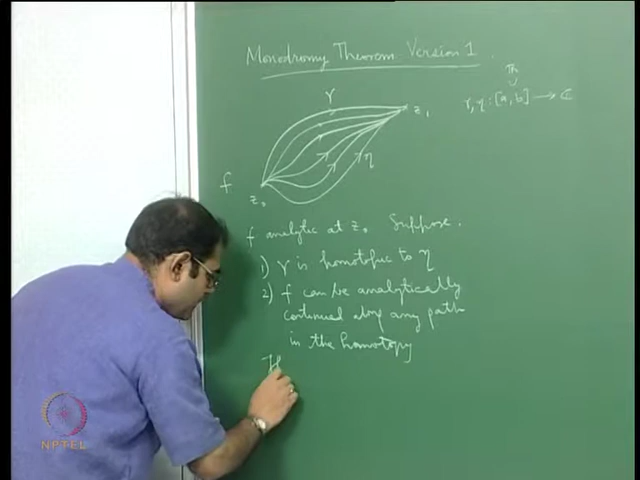 Monodromy Theorem Version 1
γ
z₁
γ, η : [a, b] → ℂ
η
f
z₀
f analytic at z₀ Suppose.
1) γ is homotopic to η
2) f can be analytically
continued along any path
in the homotopy
NPTEL